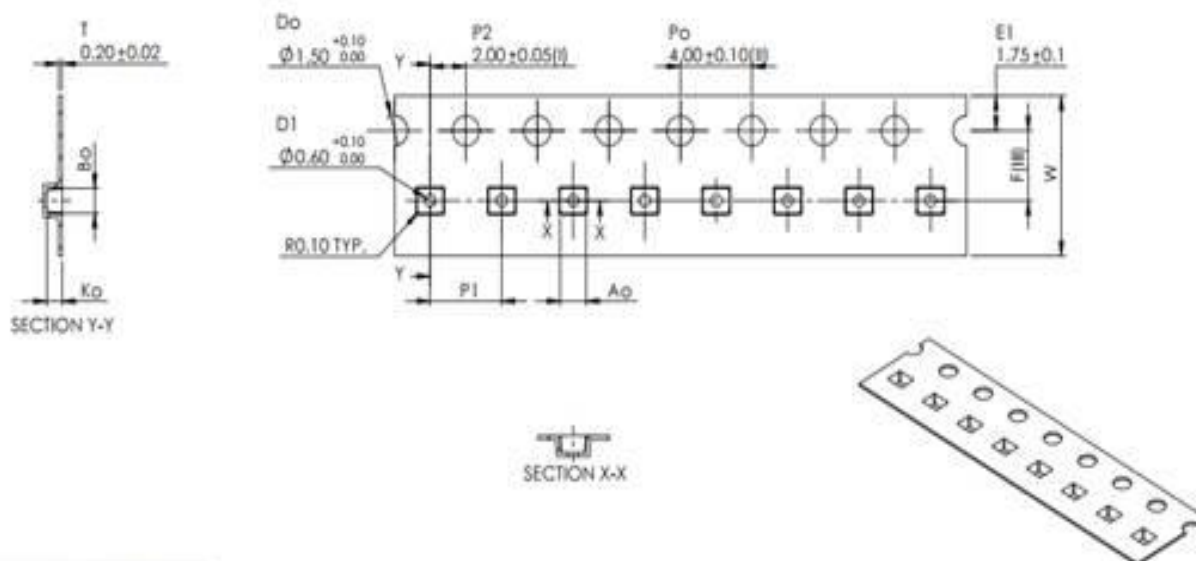 T
0.20±0.02
Do
Ø1.50 +0.10 0.00
P2
2.00±0.05(I)
Po
4.00±0.10(II)
E1
1.75±0.1
Y
D1
Ø0.60 +0.10 0.00
Bo
F(III)
W
X X
R0.10 TYP.
Y
P1
Ao
Ko
SECTION Y-Y
SECTION X-X